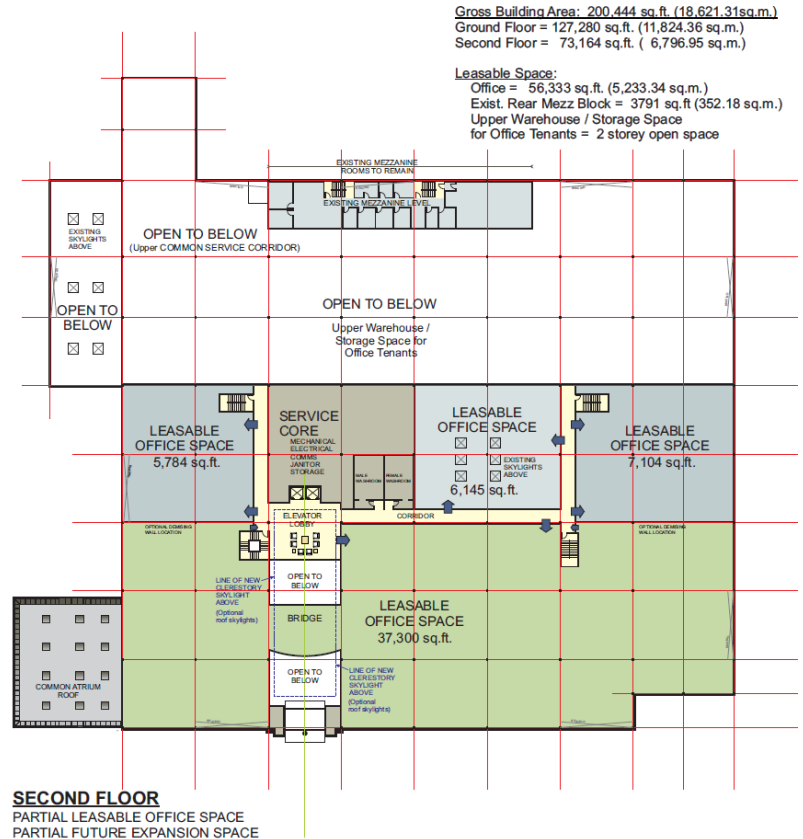 Gross Building Area: 200,444 sq.ft. (18,621.31sq.m.)
Ground Floor = 127,280 sq.ft. (11,824.36 sq.m.)
Second Floor = 73,164 sq.ft. ( 6,796.95 sq.m.)
Leasable Space:
Office = 56,333 sq.ft. (5,233.34 sq.m.)
Exist. Rear Mezz Block = 3791 sq.ft (352.18 sq.m.)
Upper Warehouse / Storage Space
for Office Tenants = 2 storey open space
EXISTING MEZZANINE
ROOMS TO REMAIN
EXISTING MEZZANINE LEVEL
EXISTING
SKYLIGHTS
ABOVE
OPEN TO BELOW
(Upper COMMON SERVICE CORRIDOR)
OPEN TO
BELOW
OPEN TO BELOW
Upper Warehouse /
Storage Space for
Office Tenants
LEASABLE
OFFICE SPACE
5,784 sq.ft.
SERVICE
CORE
MECHANICAL
ELECTRICAL
COMMS
JANITOR
STORAGE
MALE
WASHROOM
FEMALE
WASHROOM
LEASABLE
OFFICE SPACE
EXISTING
SKYLIGHTS
ABOVE
6,145 sq.ft.
LEASABLE
OFFICE SPACE
7,104 sq.ft.
ELEVATOR
LOBBY
CORRIDOR
OPTIONAL DEMISING
WALL LOCATION
OPTIONAL DEMISING
WALL LOCATION
LINE OF NEW
CLERESTORY
SKYLIGHT
ABOVE
(Optional
roof skylights)
OPEN TO
BELOW
BRIDGE
LEASABLE
OFFICE SPACE
37,300 sq.ft.
OPEN TO
BELOW
LINE OF NEW
CLERESTORY
SKYLIGHT
ABOVE
(Optional
roof skylights)
COMMON ATRIUM
ROOF
SECOND FLOOR
PARTIAL LEASABLE OFFICE SPACE
PARTIAL FUTURE EXPANSION SPACE